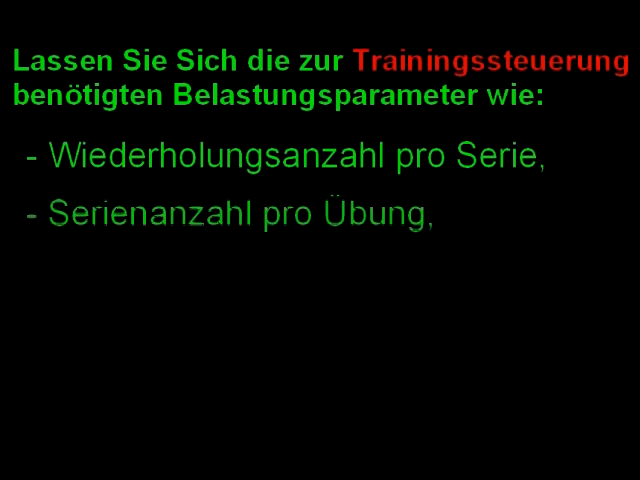 Lassen Sie Sich die zur Trainingssteuerung
benötigten Belastungsparameter wie:
- Wiederholungsanzahl pro Serie,
- Serienanzahl pro Übung,